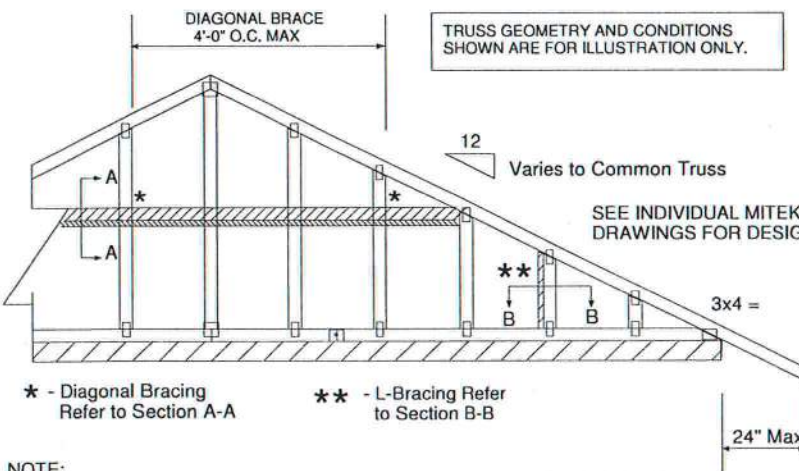 DIAGONAL BRACE
4'-0" O.C. MAX
TRUSS GEOMETRY AND CONDITIONS
SHOWN ARE FOR ILLUSTRATION ONLY.
12
Varies to Common Truss
A
*
*
SEE INDIVIDUAL MITEK
DRAWINGS FOR DESIG
A
**
B
B
3x4 =
* - Diagonal Bracing
Refer to Section A-A
** - L-Bracing Refer
to Section B-B
24" Max
NOTE: